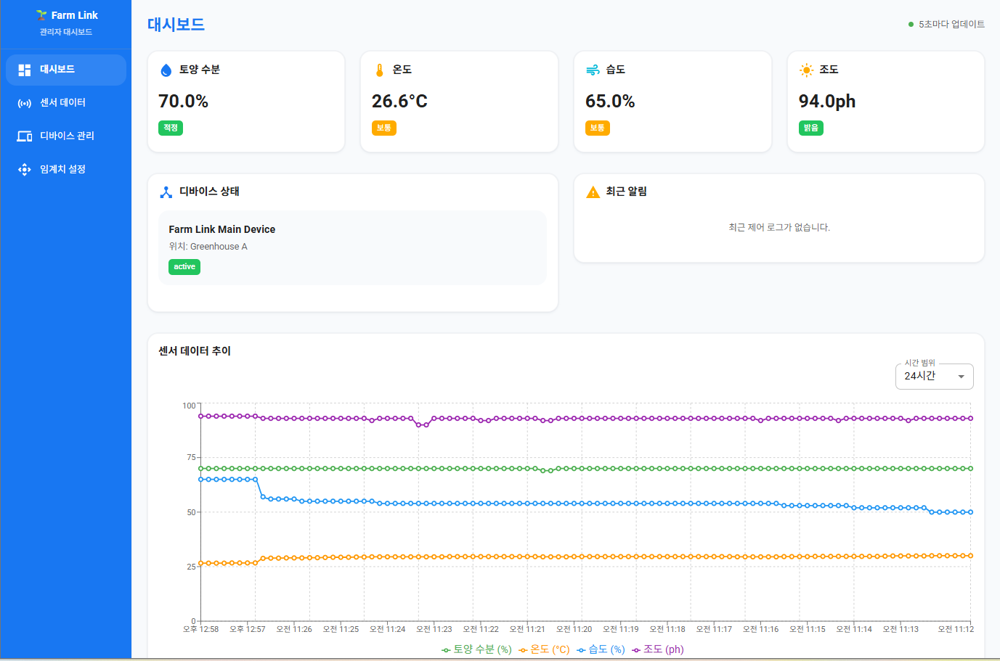 Farm Link
관리자 대시보드
대시보드
센서 데이터
디바이스 관리
임계치 설정
대시보드
5초마다 업데이트
토양 수분
70.0%
적정
온도
26.6°C
보통
습도
65.0%
보통
조도
94.0ph
밝음
디바이스 상태
Farm Link Main Device
위치: Greenhouse A
active
최근 알림
최근 제어 로그가 없습니다.
센서 데이터 추이
시간 범위
24시간
100
75
50
25
0
오후 12:58 오후 12:57 오전 11:26 오전 11:25 오전 11:24 오전 11:23 오전 11:22 오전 11:21 오전 11:20 오전 11:19 오전 11:18 오전 11:17 오전 11:16 오전 11:15 오전 11:14 오전 11:13 오전 11:12
토양 수분 (%) 온도 (°C) 습도 (%) 조도 (ph)